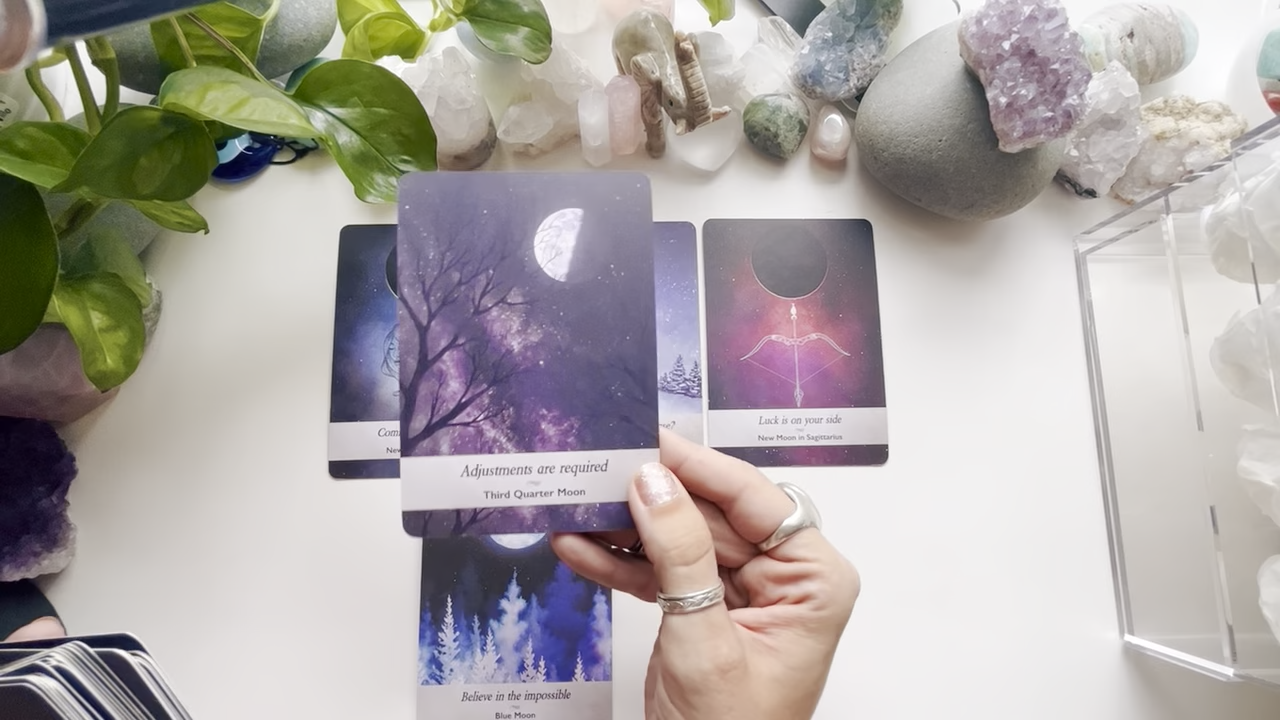 Adjustments are required
Third Quarter Moon
Luck is on your side
New Moon in Sagittarius
Believe in the impossible
Blue Moon